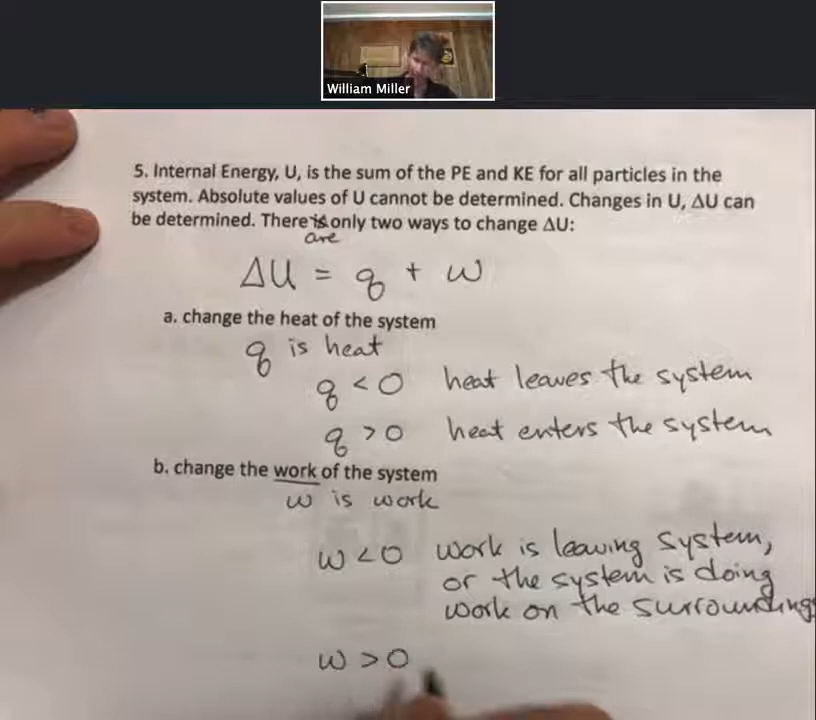 William Miller
5. Internal Energy, U, is the sum of the PE and KE for all particles in the
system. Absolute values of U cannot be determined. Changes in U, ΔU can
be determined. There is only two ways to change ΔU:
are
ΔU = q + w
a. change the heat of the system
q is heat
q < 0 heat leaves the system
q > 0 heat enters the system
b. change the work of the system
w is work
w < 0 work is leaving system,
or the system is doing
work on the surroundings
w > 0